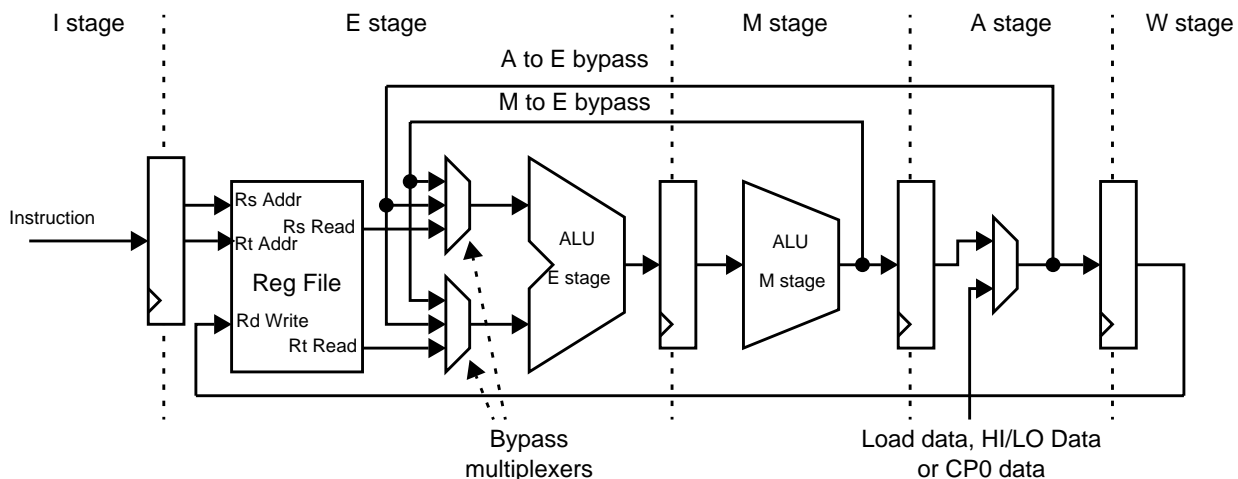 I stage
E stage
M stage
A stage
W stage
A to E bypass
M to E bypass
Instruction
Rs Addr
Rt Addr
Rs Read
Reg File
Rd Write
Rt Read
ALU
E stage
ALU
M stage
Bypass
multiplexers
Load data, HI/LO Data
or CP0 data